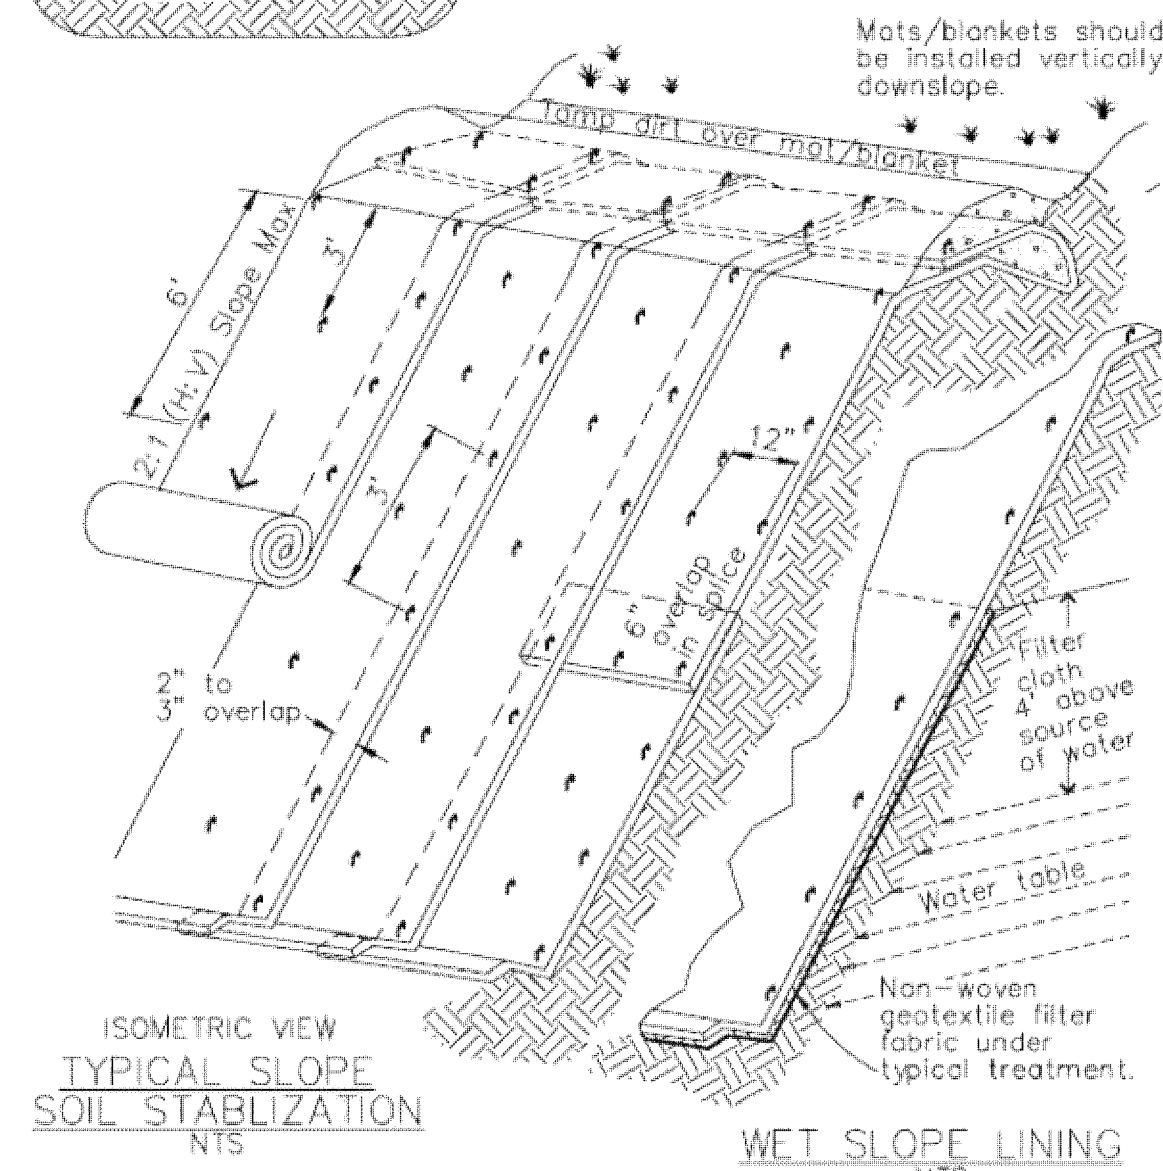 Mats/blankets should
be installed vertically
downslope.
Tamp dirt over mat/blanket
6'
2:1 (H:V) Slope Max
3'
12"
3'
6"
overlap
in splice
2" to
3" overlap
Filter
cloth
4' above
source
of water
Water table
Non-woven
geotextile filter
fabric under
typical treatment.
ISOMETRIC VIEW
TYPICAL SLOPE
SOIL STABLIZATION
NTS
WET SLOPE LINING